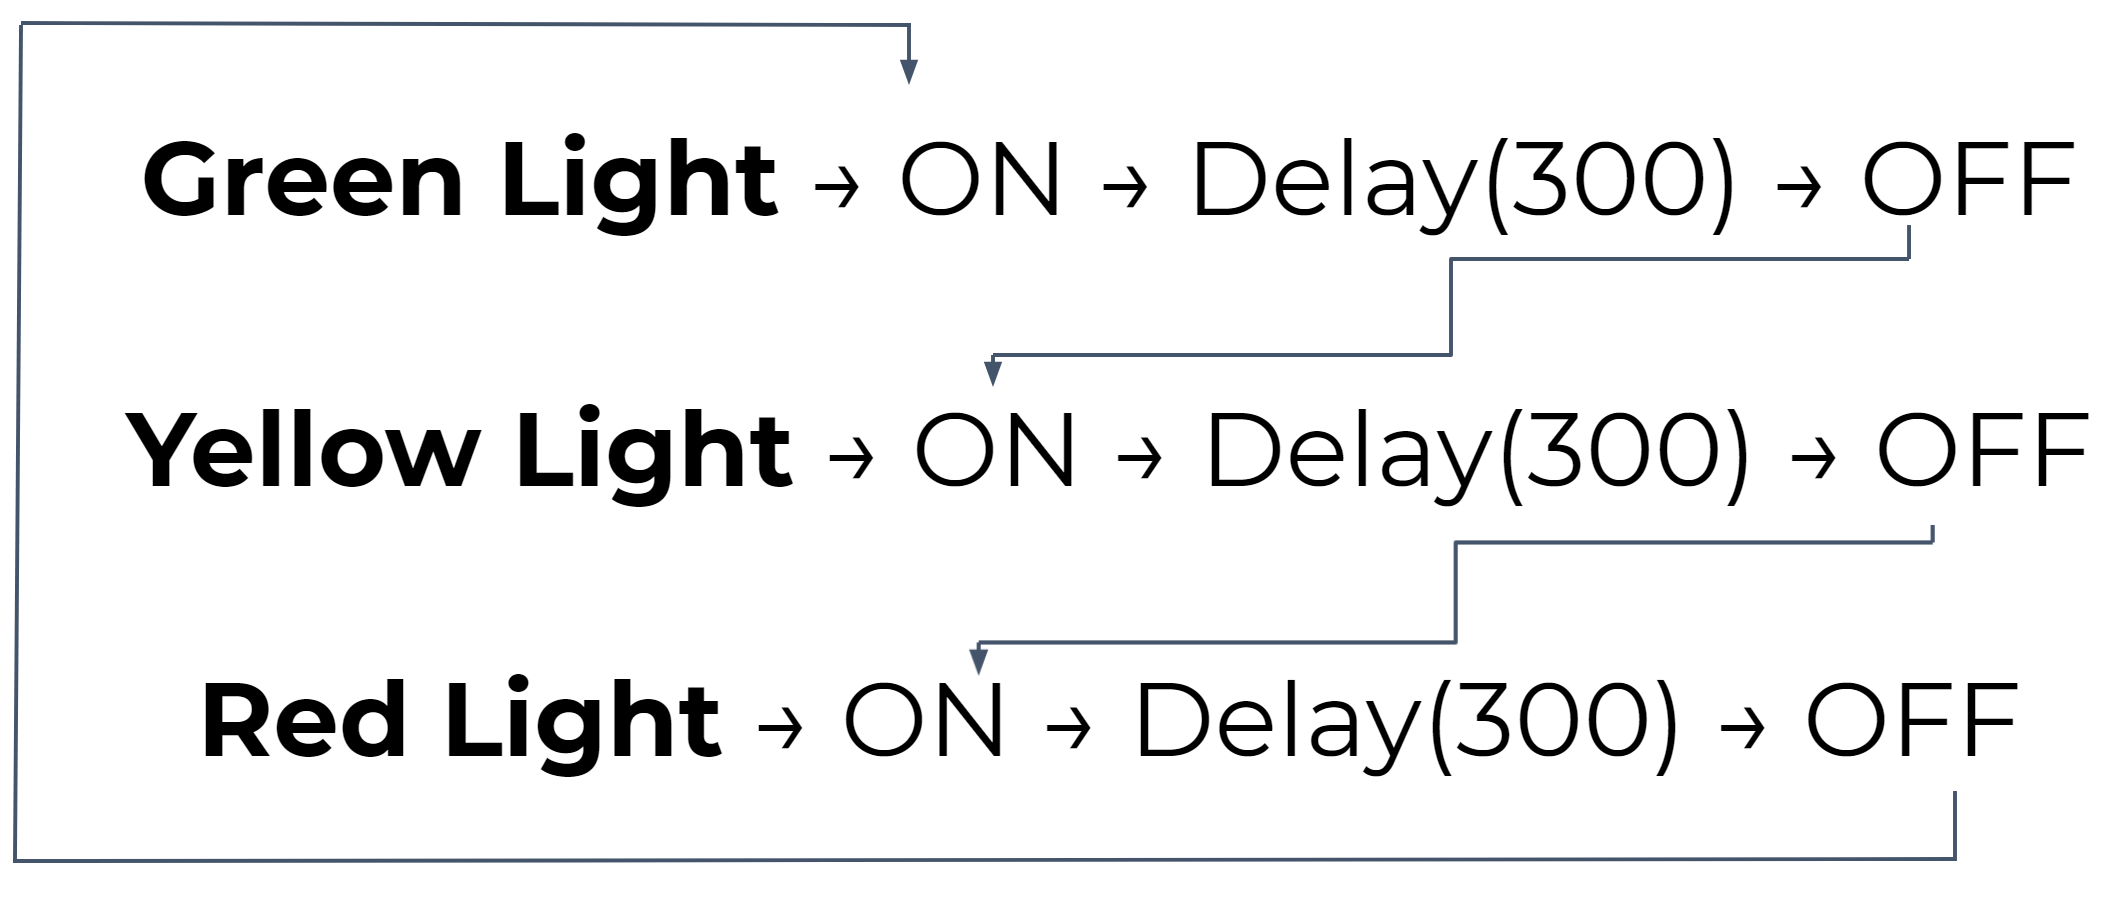 Green Light → ON → Delay(300) → OFF
Yellow Light → ON → Delay(300) → OFF
Red Light → ON → Delay(300) → OFF